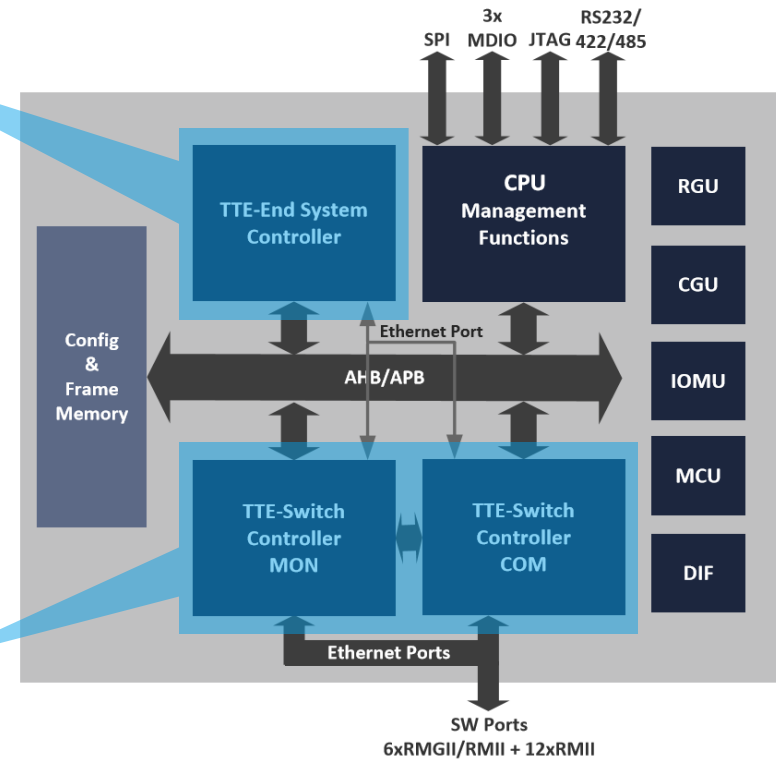 SPI
3x
MDIO
JTAG
RS232/
422/485
TTE-End System
Controller
CPU
Management
Functions
RGU
CGU
IOMU
MCU
DIF
Config
&
Frame
Memory
Ethernet Port
AHB/APB
TTE-Switch
Controller
MON
TTE-Switch
Controller
COM
Ethernet Ports
SW Ports
6xRMGII/RMII + 12xRMII